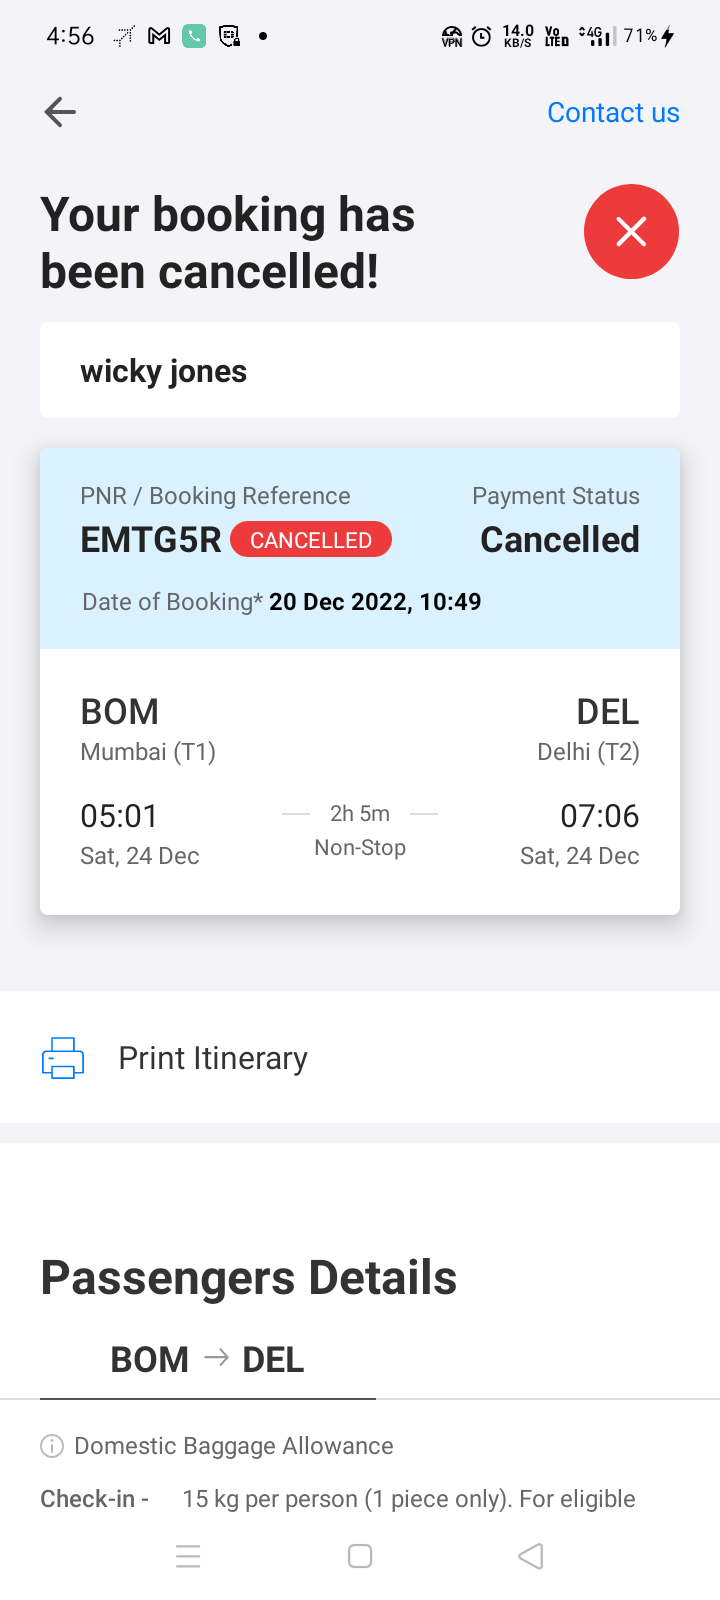 4:56 VPN 14.0 KB/S Vo LTED 4G 71%
Contact us
Your booking has
been cancelled!
wicky jones
PNR / Booking Reference Payment Status
EMTG5R CANCELLED Cancelled
Date of Booking* 20 Dec 2022, 10:49
BOM DEL
Mumbai (T1) Delhi (T2)
05:01 2h 5m 07:06
Sat, 24 Dec Non-Stop Sat, 24 Dec
Print Itinerary
Passengers Details
BOM → DEL
Domestic Baggage Allowance
Check-in - 15 kg per person (1 piece only). For eligible